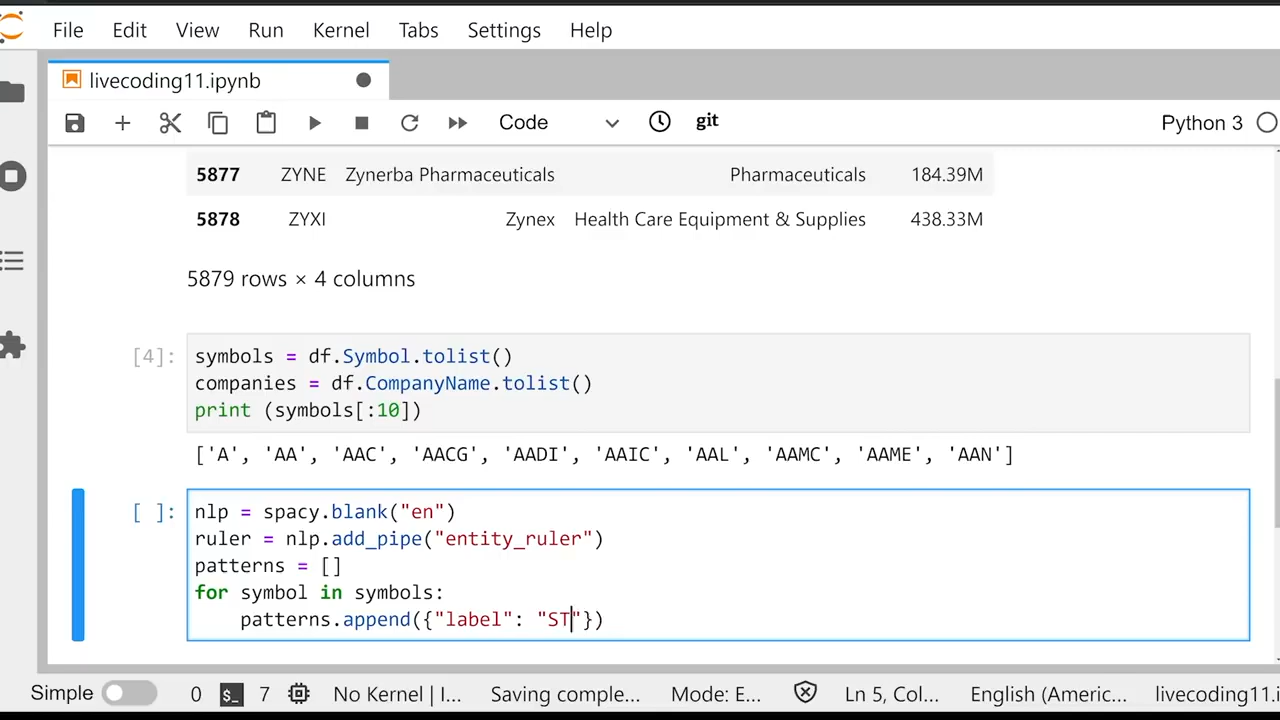 File Edit View Run Kernel Tabs Settings Help
livecoding11.ipynb
Code git Python 3
5877 ZYNE Zynerba Pharmaceuticals Pharmaceuticals 184.39M
5878 ZYXI Zynex Health Care Equipment & Supplies 438.33M
5879 rows × 4 columns
[4]: symbols = df.Symbol.tolist()
companies = df.CompanyName.tolist()
print (symbols[:10])
['A', 'AA', 'AAC', 'AACG', 'AADI', 'AAIC', 'AAL', 'AAMC', 'AAME', 'AAN']
[ ]: nlp = spacy.blank("en")
ruler = nlp.add_pipe("entity_ruler")
patterns = []
for symbol in symbols:
patterns.append({"label": "ST"})
Simple 0 $_ 7 No Kernel | I... Saving comple... Mode: E... Ln 5, Col... English (Americ... livecoding11.i